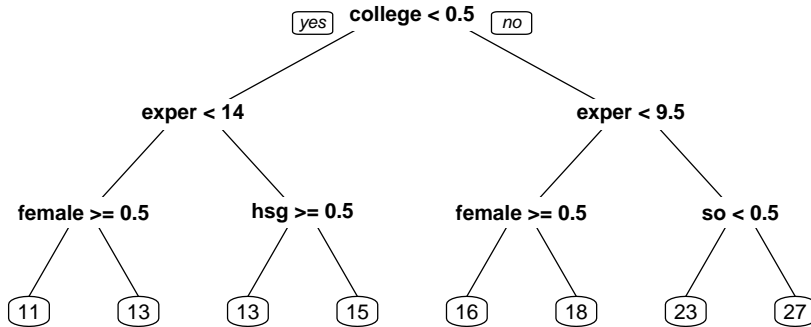 yes college < 0.5 no
exper < 14 exper < 9.5
female >= 0.5 hsg >= 0.5 female >= 0.5 so < 0.5
11 13 13 15 16 18 23 27